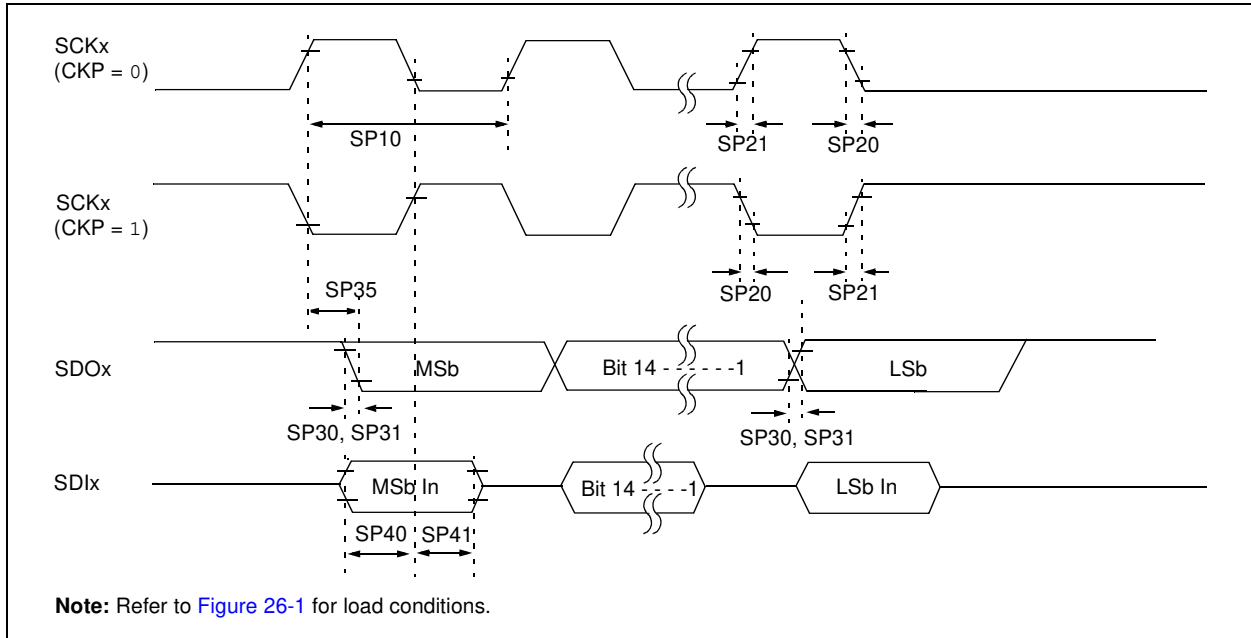 SCKx
(CKP = 0)
SP10
SP21
SP20
SCKx
(CKP = 1)
SP35
SP20
SP21
SDOx
MSb
Bit 14 - - - - - -1
LSb
SP30, SP31
SP30, SP31
SDIx
MSb In
Bit 14 - - - -1
LSb In
SP40
SP41
Note: Refer to Figure 26-1 for load conditions.